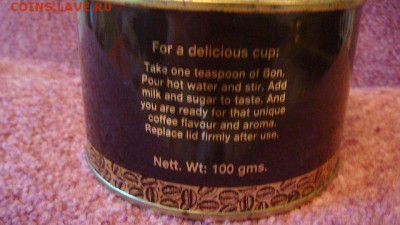 COINS.LAVE.RU
For a delicious cup:
Take one teaspoon of Bon,
Pour hot water and stir, Add
milk and sugar to taste, And
you are ready for that unique
coffee flavour and aroma.
Replace lid firmly after use.
Nett. Wt: 100 gms.